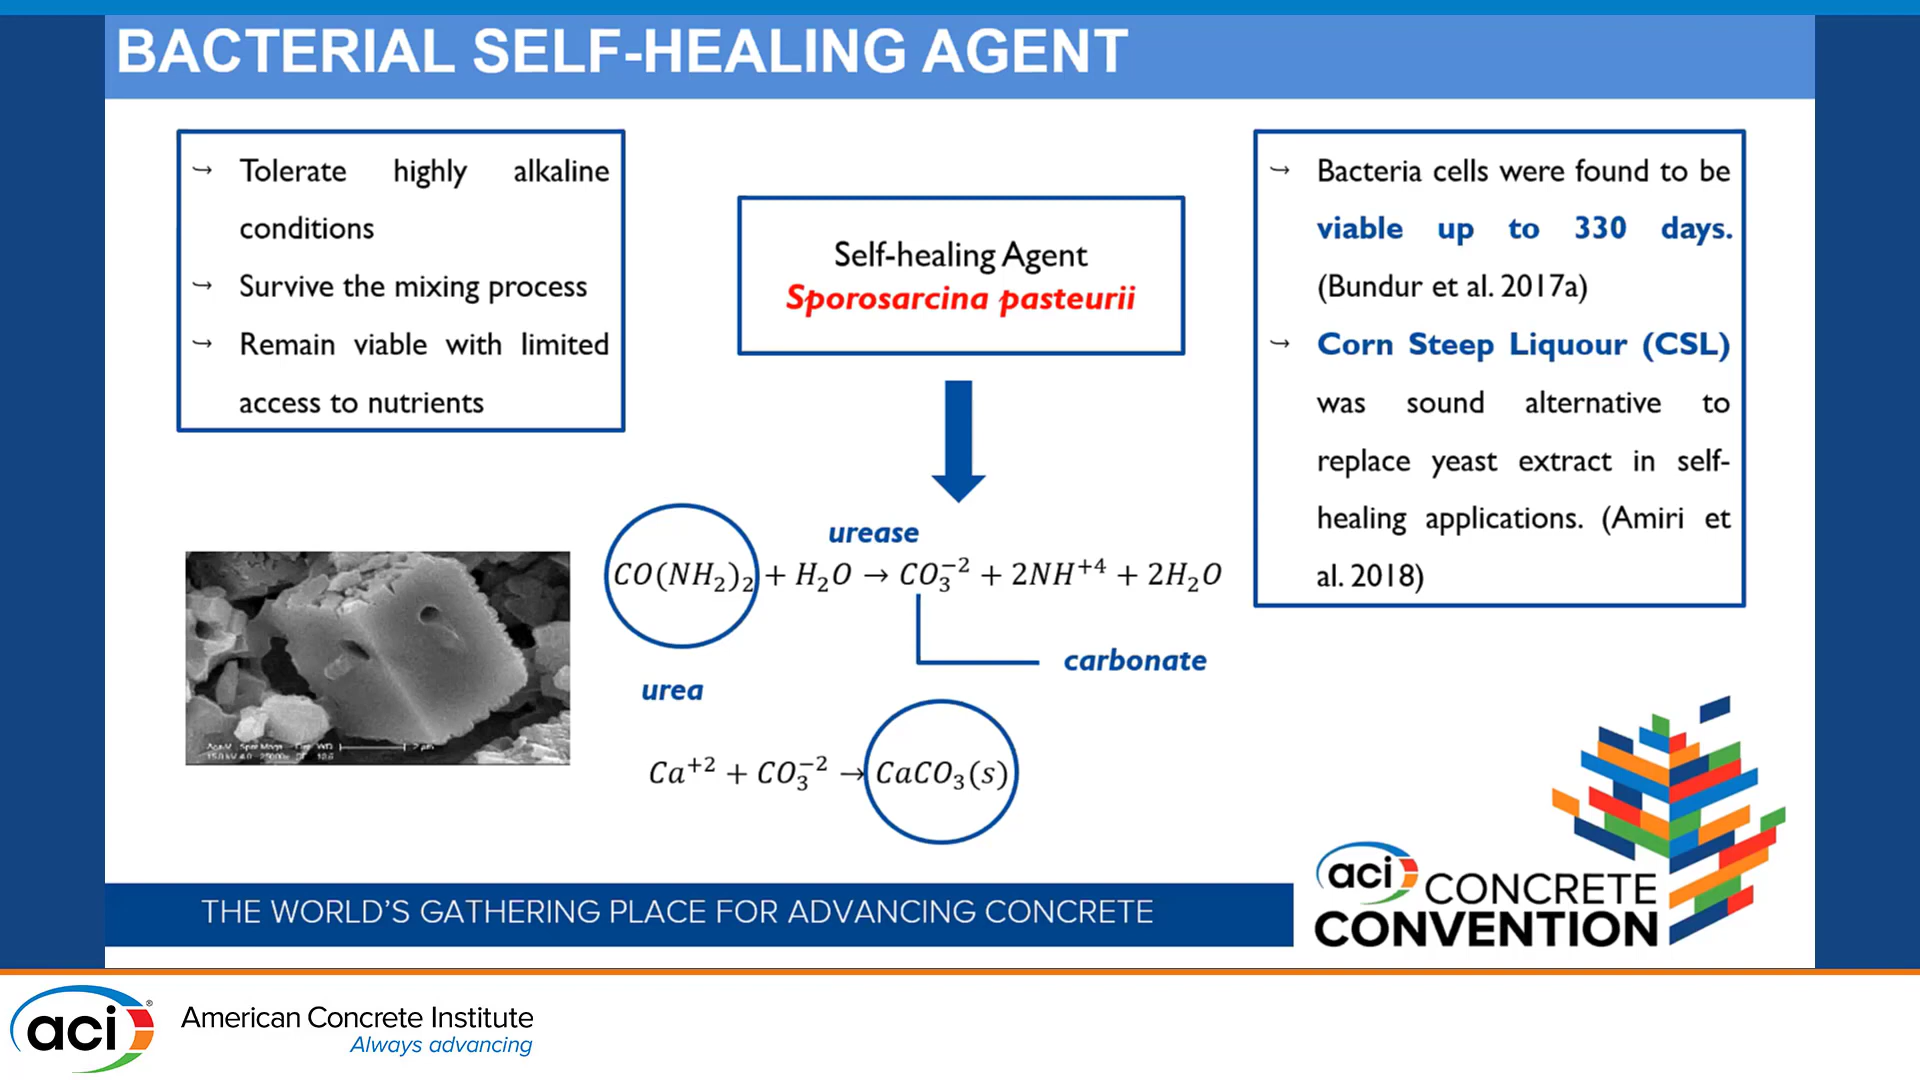 BACTERIAL SELF-HEALING AGENT
↪ Tolerate highly alkaline
conditions
↪ Survive the mixing process
↪ Remain viable with limited
access to nutrients
Self-healing Agent
Sporosarcina pasteurii
↪ Bacteria cells were found to be
viable up to 330 days.
(Bundur et al. 2017a)
↪ Corn Steep Liquour (CSL)
was sound alternative to
replace yeast extract in self-
healing applications. (Amiri et
al. 2018)
urease
CO(NH₂)₂ + H₂O → CO₃⁻² + 2NH⁺⁴ + 2H₂O
carbonate
urea
Ca⁺² + CO₃⁻² → CaCO₃(s)
THE WORLD'S GATHERING PLACE FOR ADVANCING CONCRETE
aci CONCRETE
CONVENTION
aci® American Concrete Institute
Always advancing